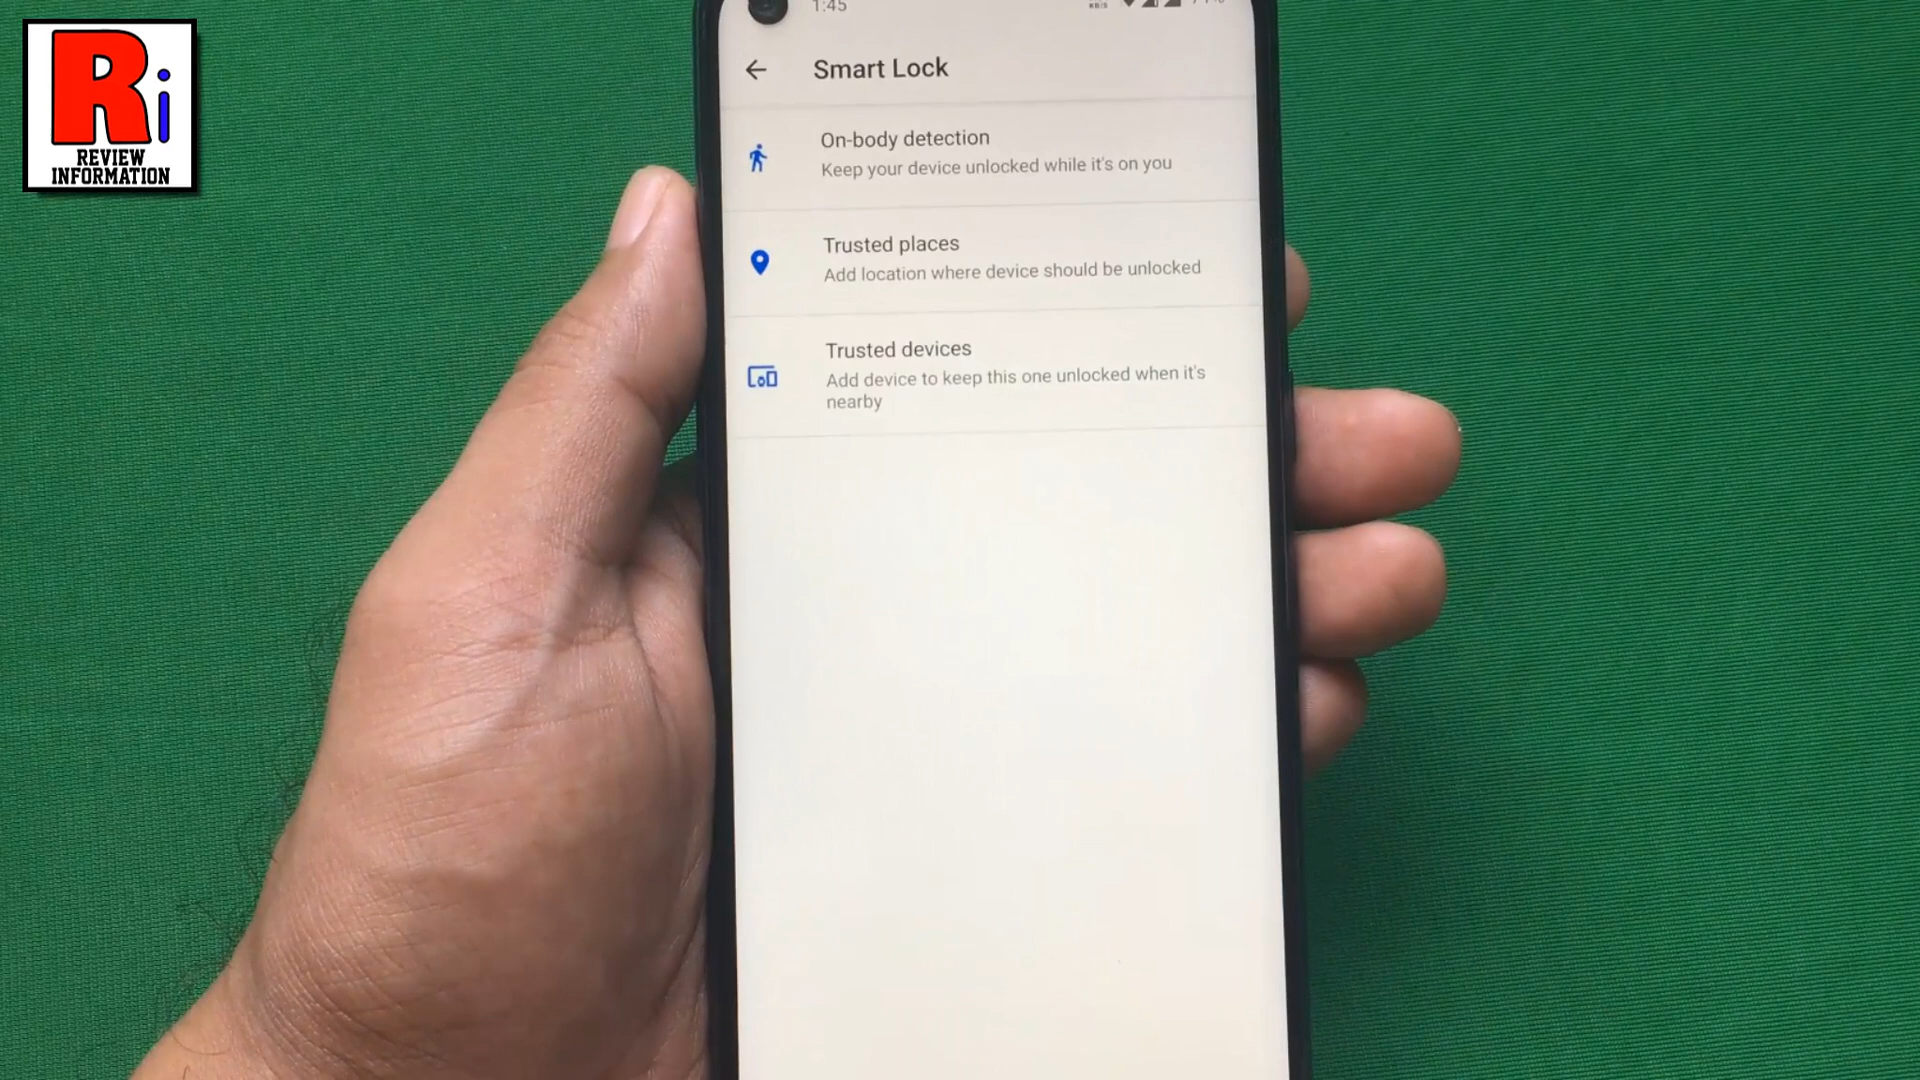 Ri
REVIEW
INFORMATION
1:45
KB/S
Smart Lock
On-body detection
Keep your device unlocked while it's on you
Trusted places
Add location where device should be unlocked
Trusted devices
Add device to keep this one unlocked when it's
nearby